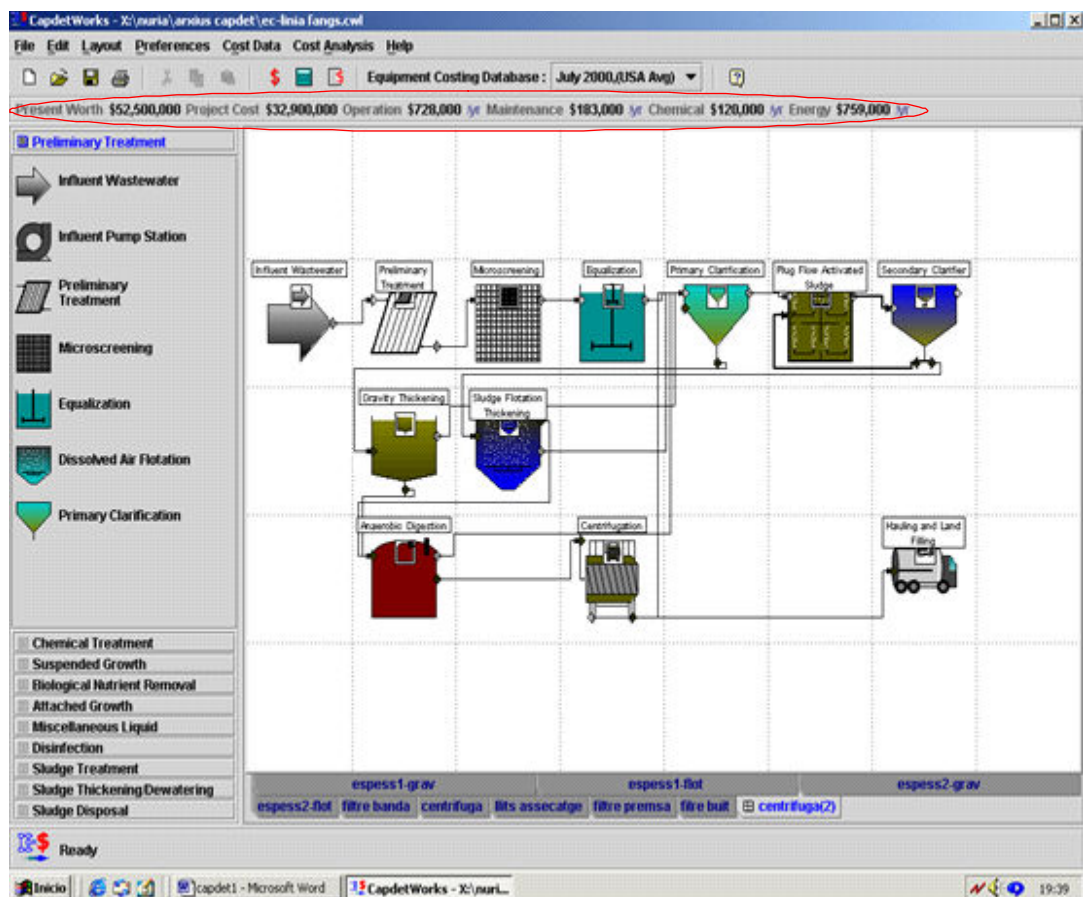 CapdetWorks - X:\nuria\arxius capdet\ec-linia fangs.cwl
File Edit Layout Preferences Cost Data Cost Analysis Help
Equipment Costing Database : July 2000,(USA Avg)
Present Worth $52,500,000 Project Cost $32,900,000 Operation $728,000 yr Maintenance $183,000 yr Chemical $120,000 yr Energy $759,000 yr
Preliminary Treatment
Influent Wastewater
Influent Pump Station
Preliminary
Treatment
Microscreening
Equalization
Dissolved Air Flotation
Primary Clarification
Chemical Treatment
Suspended Growth
Biological Nutrient Removal
Attached Growth
Miscellaneous Liquid
Disinfection
Sludge Treatment
Sludge Thickening/Dewatering
Sludge Disposal
Influent Wastewater
Preliminary
Treatment
Microscreening
Equalization
Primary Clarification
Plug Flow Activated
Sludge
Secondary Clarifier
Gravity Thickening
Sludge Flotation
Thickening
Anaerobic Digestion
Centrifugation
Hauling and Land
Filling
espess1-grav espess1-flot espess2-grav
espess2-flot filtre banda centrifuga llits assecatge filtre premsa filre buit centrifuga(2)
Ready
Inicio capdet1 - Microsoft Word CapdetWorks - X:\nuri... 19:39